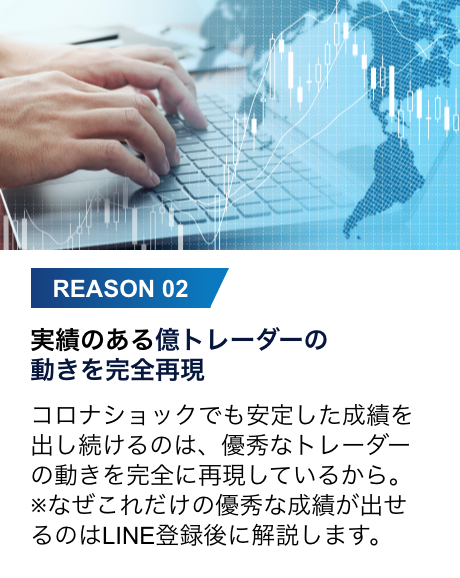 REASON 02
実績のある億トレーダーの
動きを完全再現
コロナショックでも安定した成績を
出し続けるのは、優秀なトレーダー
の動きを完全に再現しているから。
※なぜこれだけの優秀な成績が出せ
るのはLINE登録後に解説します。